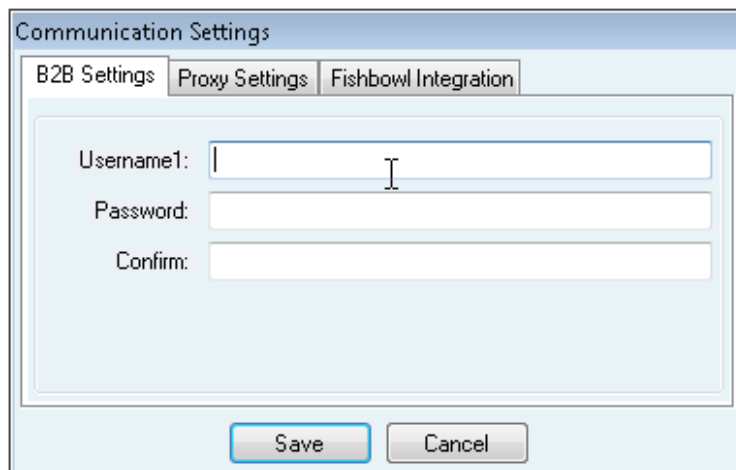 Communication Settings
B2B Settings Proxy Settings Fishbowl Integration
Username1:
Password:
Confirm:
Save Cancel